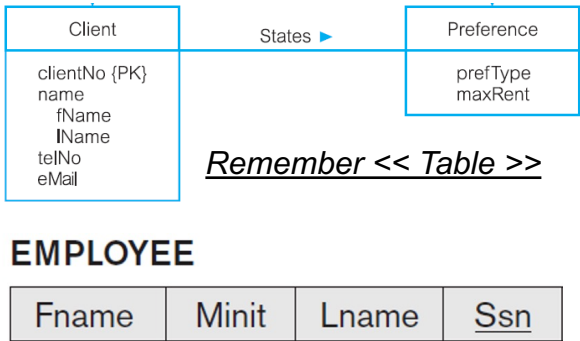 Client
States ►
Preference
clientNo {PK}
name
fName
lName
telNo
eMail
prefType
maxRent
Remember << Table >>
EMPLOYEE
Fname Minit Lname Ssn